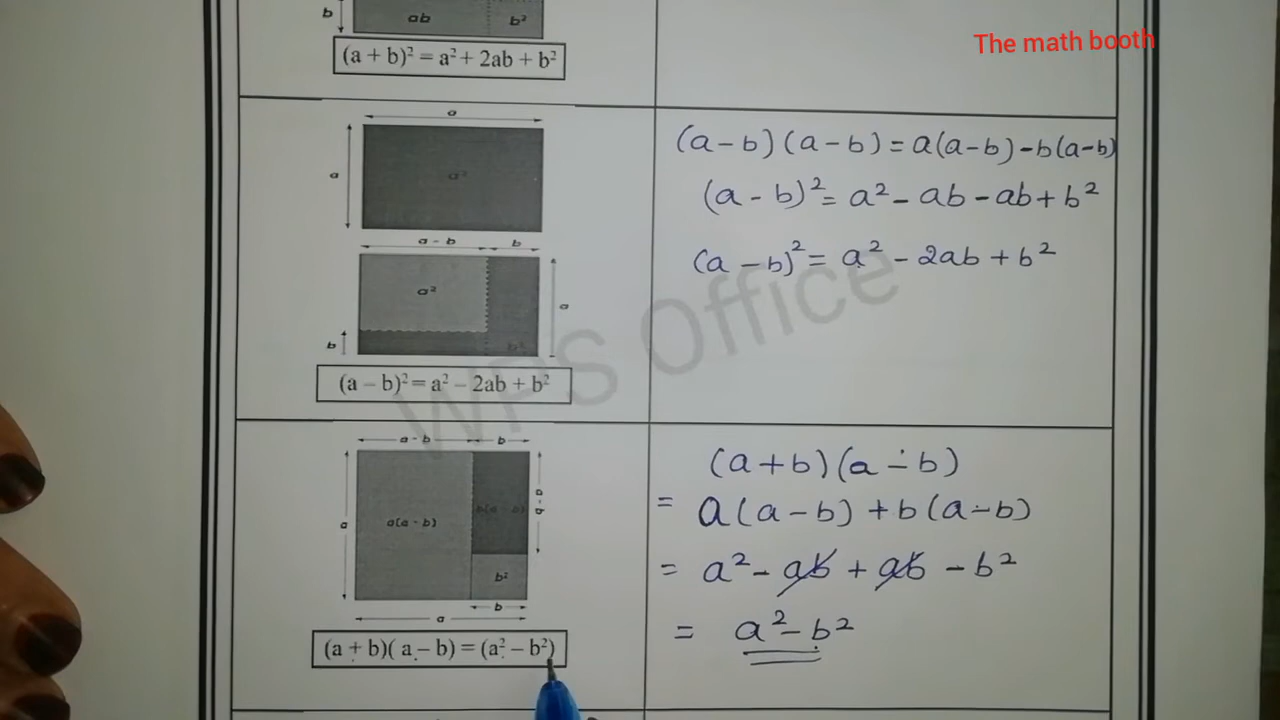 The math booth
b
ab
b²
(a + b)² = a² + 2ab + b²
a
a
a²
a - b
b
a²
a
b
b²
(a – b)² = a² – 2ab + b²
(a-b)(a-b)=a(a-b)-b(a-b)
(a-b)²=a²-ab-ab+b²
(a-b)²=a²-2ab+b²
WPS Office
a - b
b
a
a(a - b)
b(a - b)
a - b
b²
b
a
(a + b)( a – b) = (a² – b²)
(a+b)(a-b)
= a(a-b)+b(a-b)
= a²-ab+ab-b²
= a²-b²